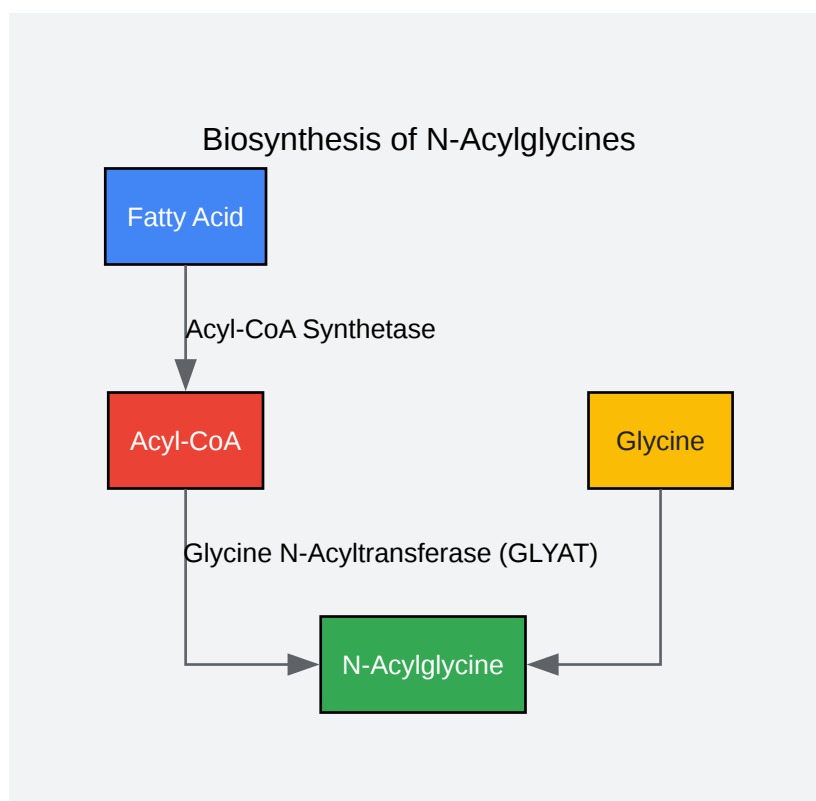 Biosynthesis of N-Acylglycines
Fatty Acid
Acyl-CoA Synthetase
Acyl-CoA
Glycine
Glycine N-Acyltransferase (GLYAT)
N-Acylglycine